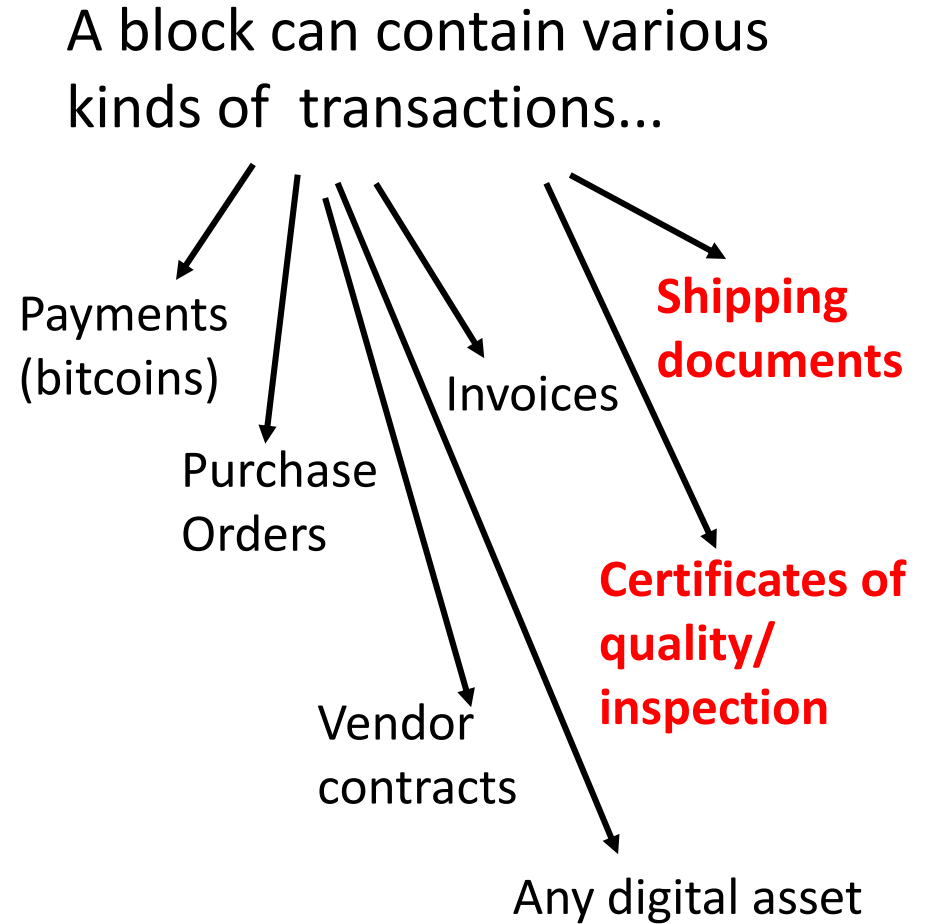 A block can contain various
kinds of  transactions...
Payments
(bitcoins)
Purchase
Orders
Vendor
contracts
Any digital asset
Invoices
Shipping
documents
Certificates of
quality/
inspection